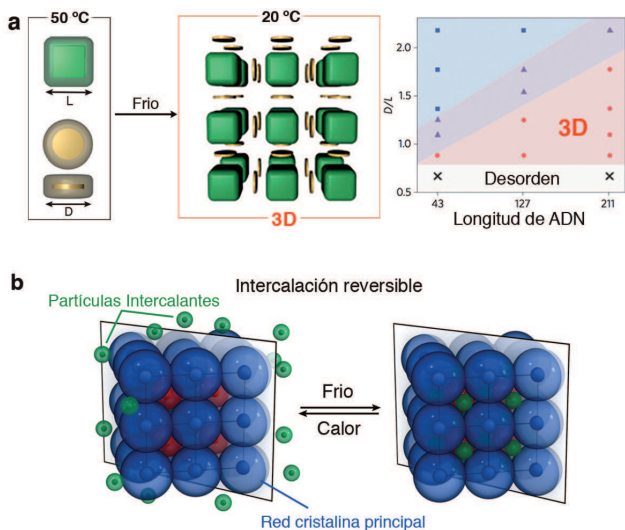 a
50 ºC
L
D
Frio
20 ºC
3D
D/L
2.0
1.5
1.0
0.5
3D
Desorden
43
127
211
Longitud de ADN
b
Intercalación reversible
Partículas Intercalantes
Frio
Calor
Red cristalina principal